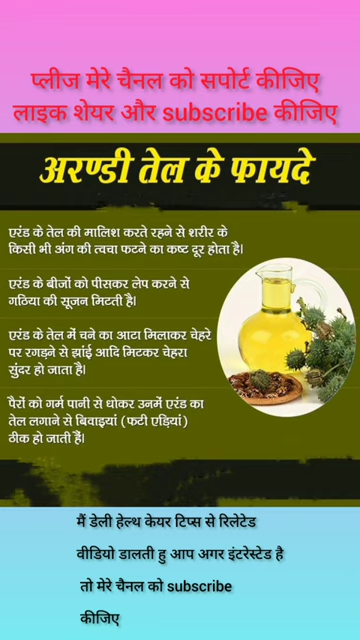 प्लीज मेरे चैनल को सपोर्ट कीजिए
लाइक शेयर और subscribe कीजिए
अरण्डी तेल के फायदे
एरंड के तेल की मालिश करते रहने से शरीर के
किसी भी अंग की त्वचा फटने का कष्ट दूर होता है।
एरंड के बीजों को पीसकर लेप करने से
गठिया की सूजन मिटती है।
एरंड के तेल में चने का आटा मिलाकर चेहरे
पर रगड़ने से झांई आदि मिटकर चेहरा
सुंदर हो जाता है।
पैरों को गर्म पानी से धोकर उनमें एरंड का
तेल लगाने से बिवाइयां (फटी एड़ियां)
ठीक हो जाती हैं।
मैं डेली हेल्थ केयर टिप्स से रिलेटेड
वीडियो डालती हु आप अगर इंटरेस्टेड है
तो मेरे चैनल को subscribe
कीजिए